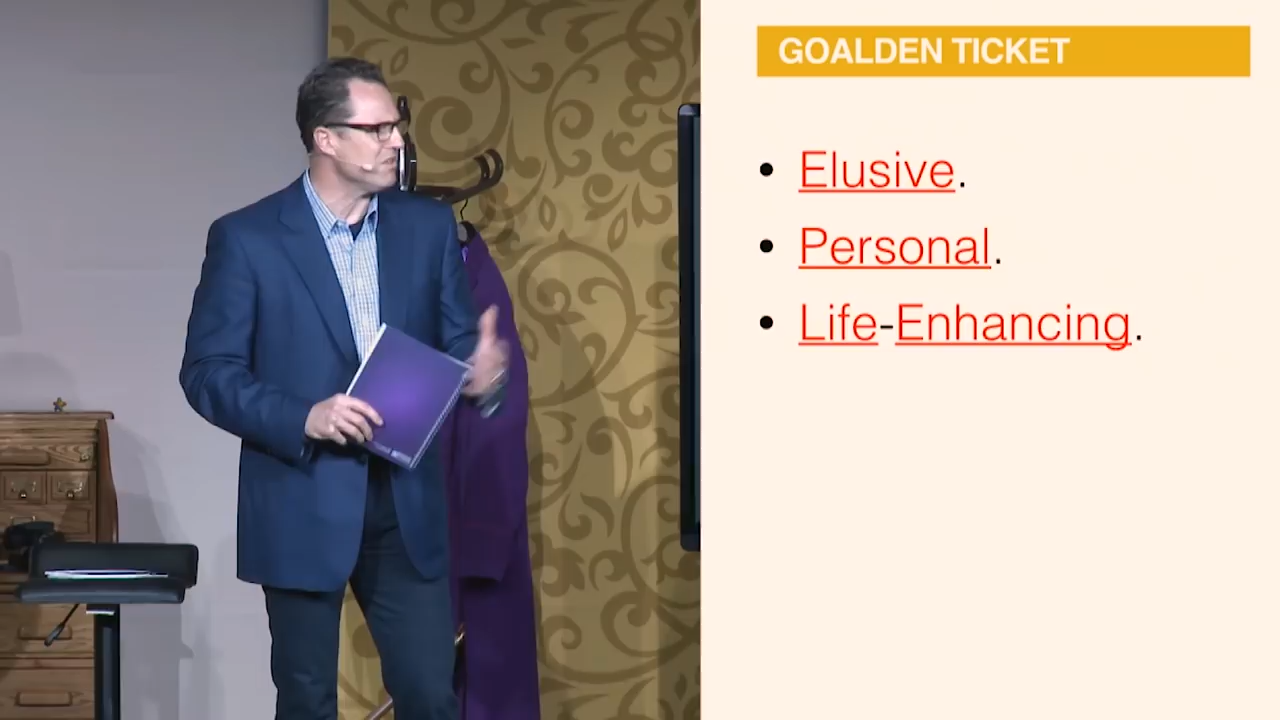 GOALDEN TICKET
• Elusive.
• Personal.
• Life-Enhancing.